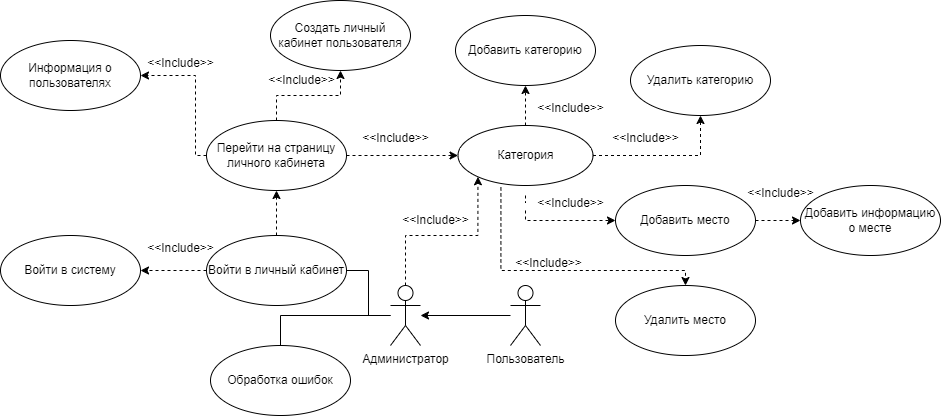 Создать личный
кабинет пользователя
Информация о
пользователях
<<Include>>
<<Include>>
Добавить категорию
Удалить категорию
<<Include>>
Перейти на страницу
личного кабинета
<<Include>>
Категория
<<Include>>
<<Include>>
<<Include>>
Добавить место
<<Include>>
Добавить информацию
о месте
Войти в систему
<<Include>>
Войти в личный кабинет
<<Include>>
Удалить место
Администратор
Пользователь
Обработка ошибок